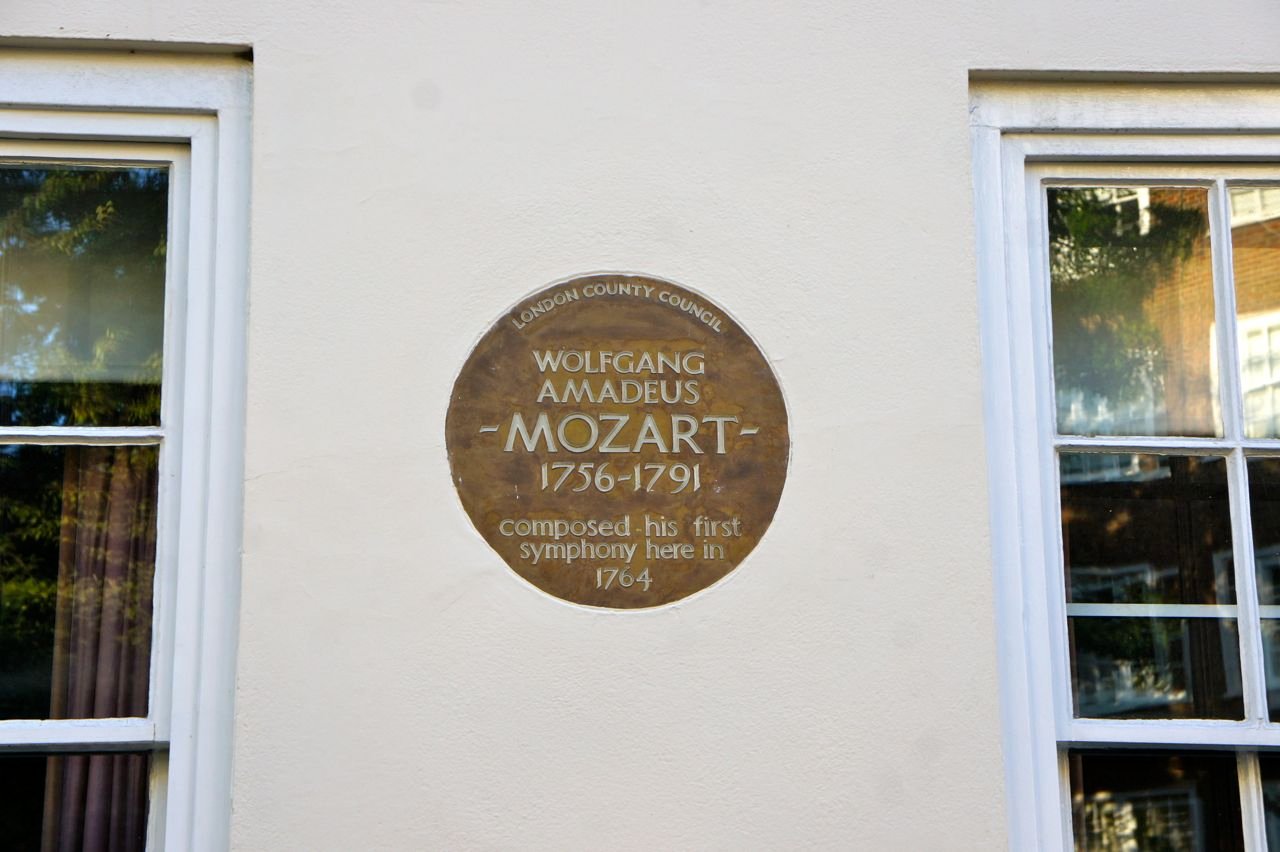 LONDON COUNTY COUNCIL
WOLFGANG
AMADEUS
-MOZART-
1756-1791
composed his first
symphony here in
1764